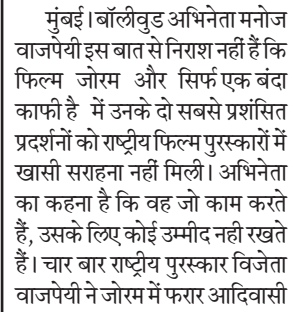 मुंबई।बॉलीवुड अभिनेता मनोज
वाजपेयी इस बात से निराश नहीं हैं कि
फिल्म जोरम और सिर्फ एक बंदा
काफी है में उनके दो सबसे प्रशंसित
प्रदर्शनों को राष्ट्रीय फिल्म पुरस्कारों में
खासी सराहना नहीं मिली। अभिनेता
का कहना है कि वह जो काम करते
हैं, उसके लिए कोई उम्मीद नही रखते
हैं। चार बार राष्ट्रीय पुरस्कार विजेता
वाजपेयी ने जोरम में फरार आदिवासी